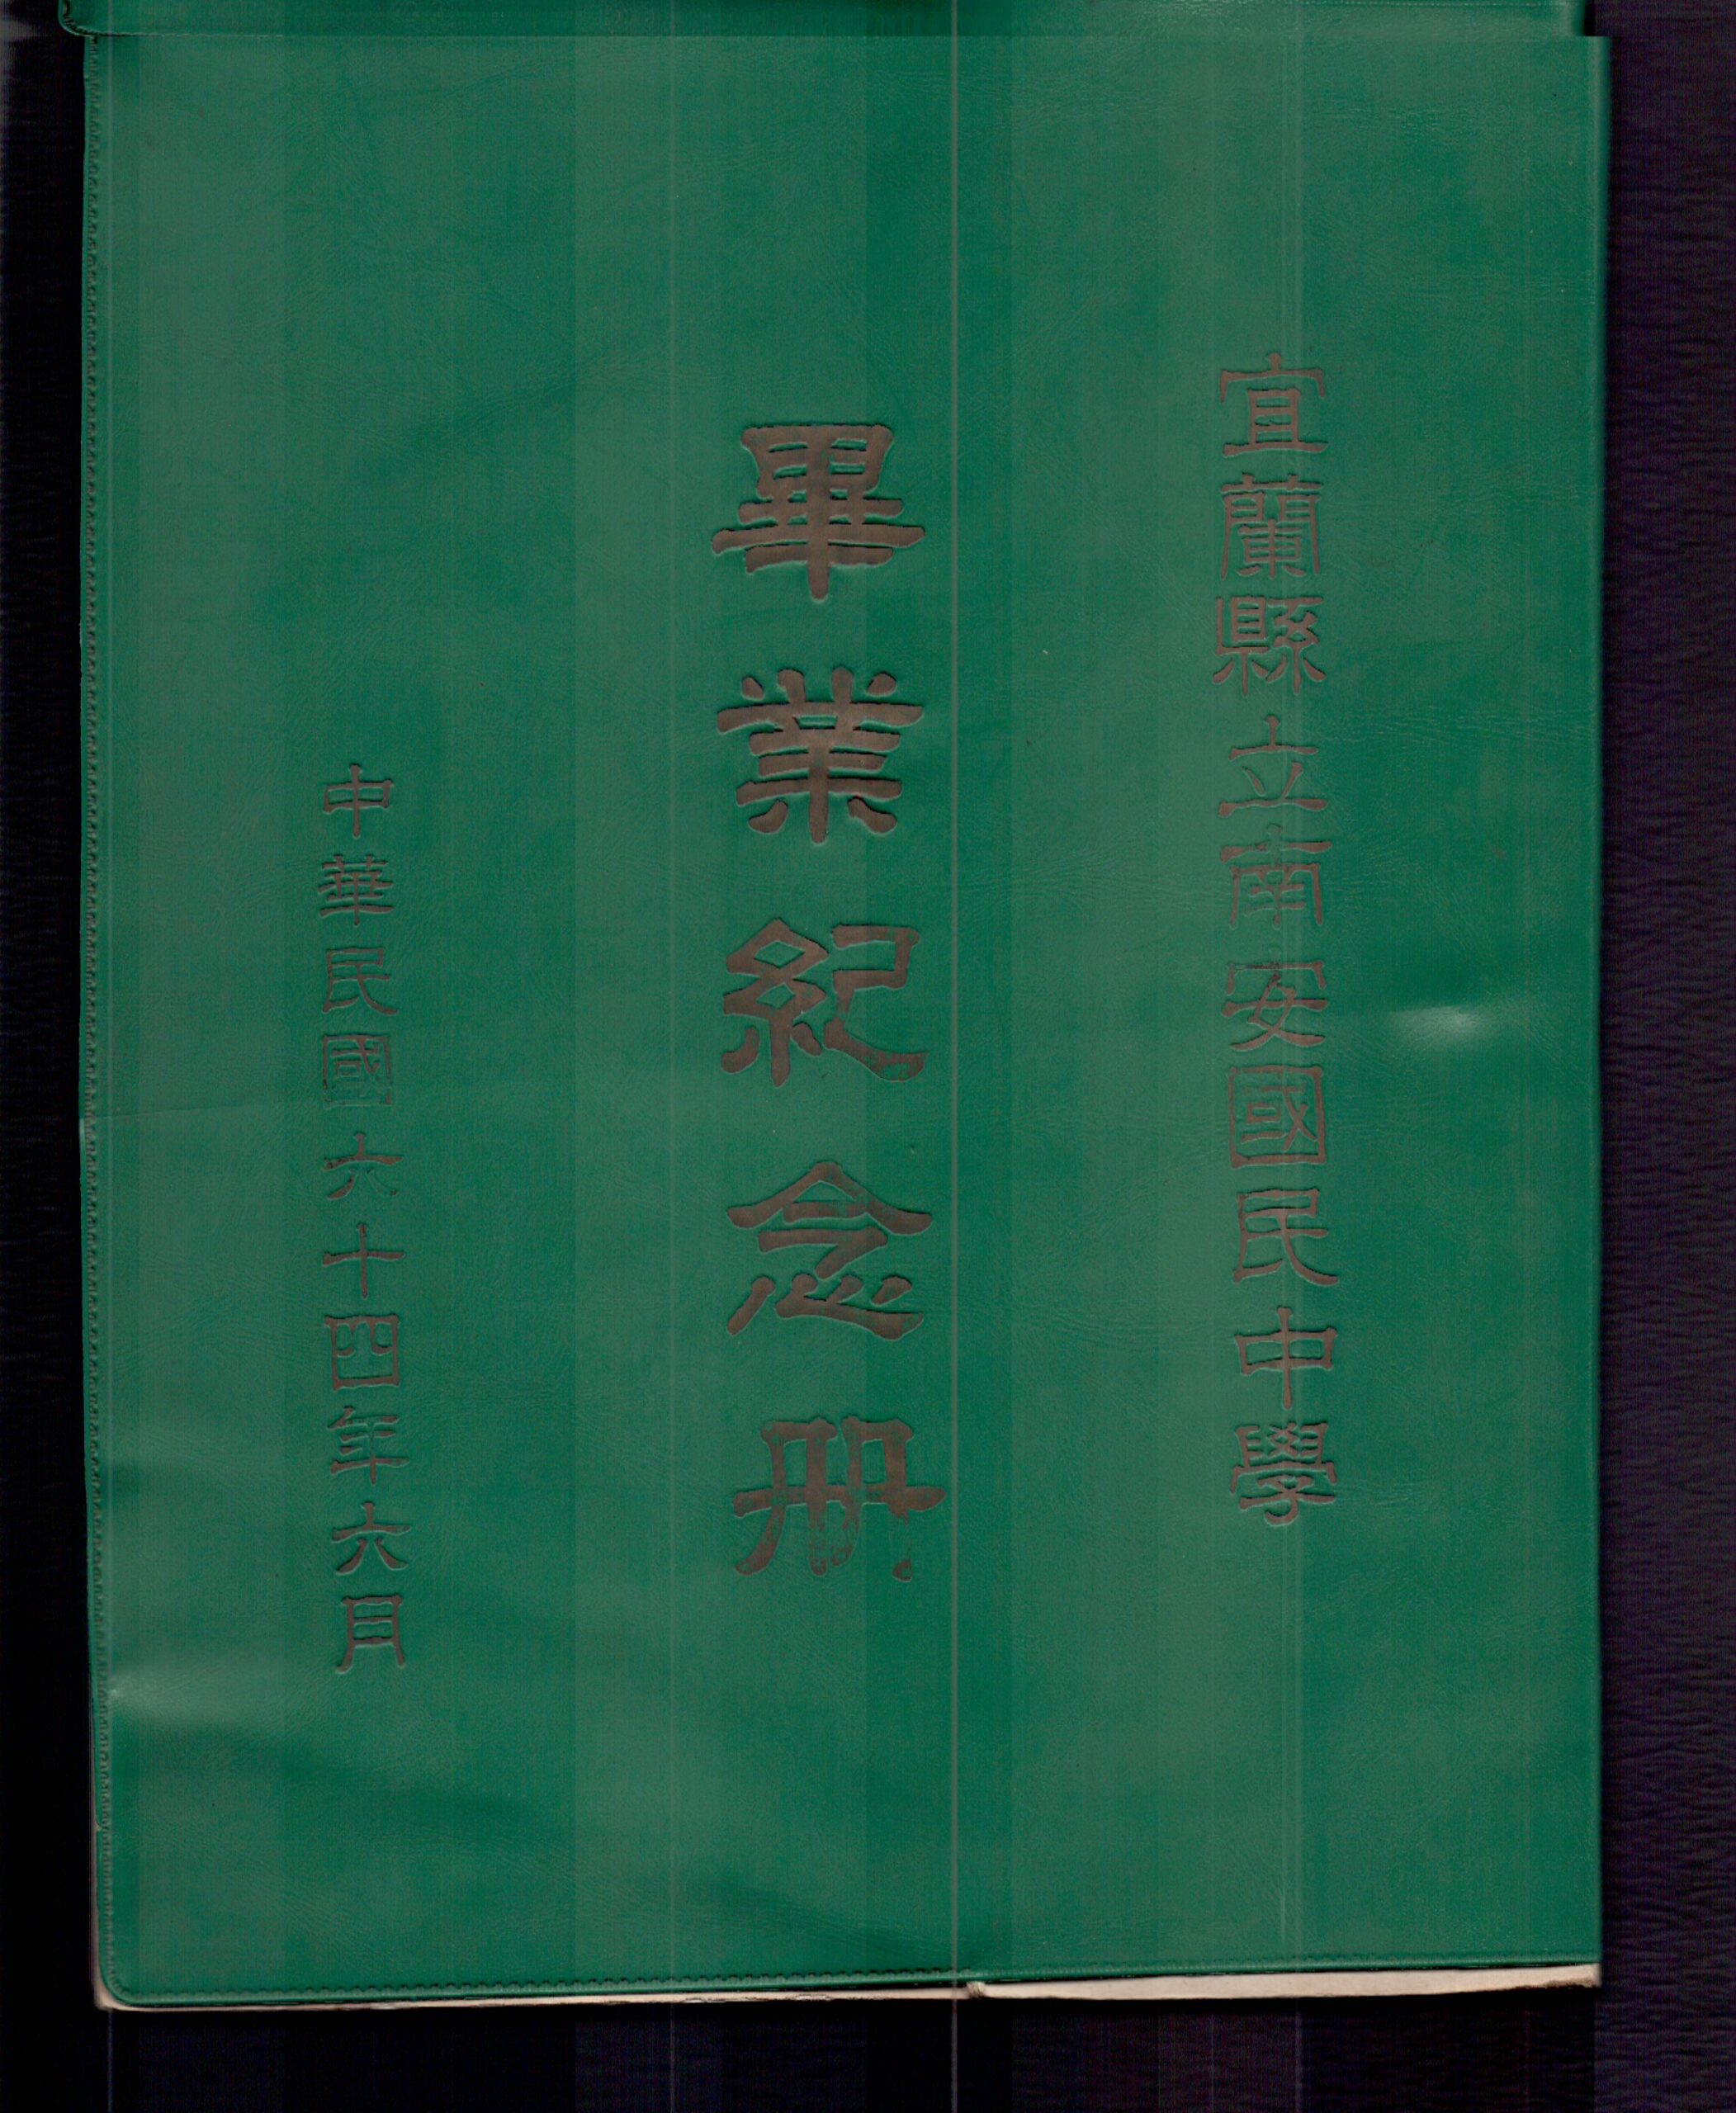 宜蘭縣立南安國民中學
畢業紀念册
中華民國六十四年六月